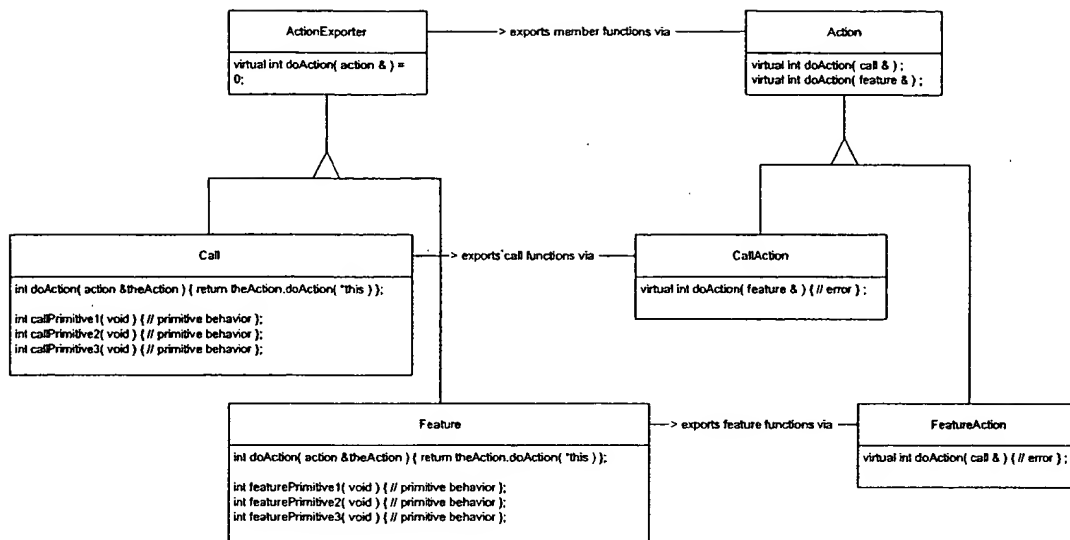 ActionExporter
> exports member functions via
Action
virtual int doAction( action & ) =
0;
virtual int doAction( call & ) ;
virtual int doAction( feature & ) ;
Call
> exports call functions via
CallAction
int doAction( action &theAction ) { return theAction.doAction( *this ) };
int callPrimitive1( void ) { // primitive behavior };
int callPrimitive2( void ) { // primitive behavior };
int callPrimitive3( void ) { // primitive behavior };
virtual int doAction( feature & ) { // error } ;
Feature
> exports feature functions via
FeatureAction
int doAction( action &theAction ) { return theAction.doAction( *this ) };
int featurePrimitive1( void ) { // primitive behavior };
int featurePrimitive2( void ) { // primitive behavior };
int featurePrimitive3( void ) { // primitive behavior };
virtual int doAction( call & ) { // error } ;